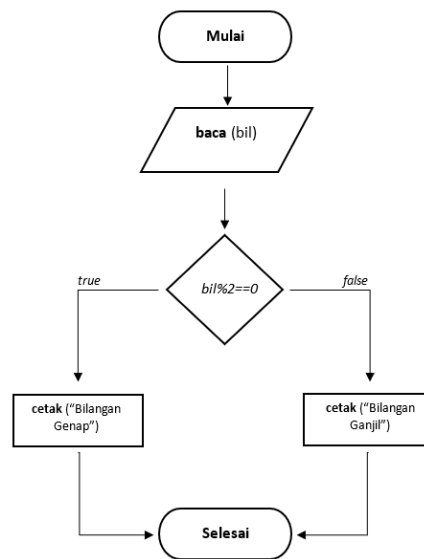 Mulai
baca (bil)
true
bil%2==0
false
cetak (“Bilangan
Genap”)
cetak (“Bilangan
Ganjil”)
Selesai